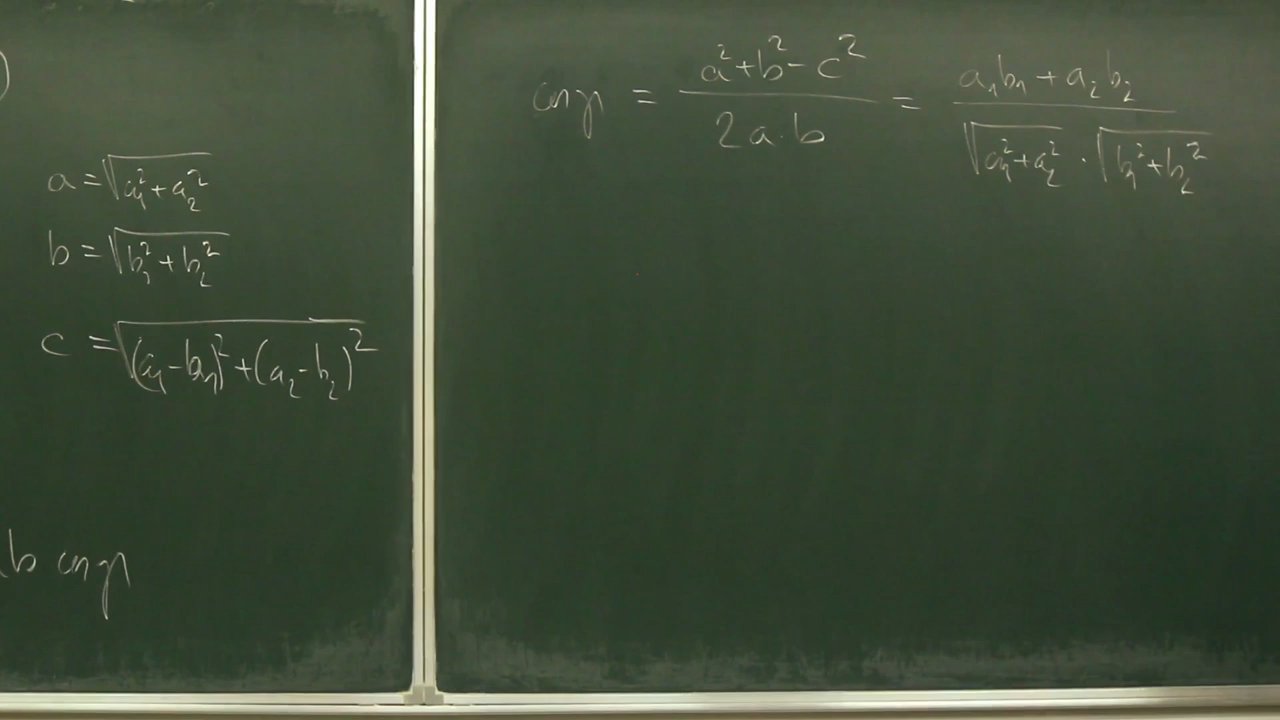 )
a = √(a₁² + a₂²)
b = √(b₁² + b₂²)
c = √((a₁ - b₁)² + (a₂ - b₂)²)
b cos γ
cos γ = (a² + b² - c²) / (2a · b) = (a₁b₁ + a₂b₂) / (√(a₁² + a₂²) · √(b₁² + b₂²))